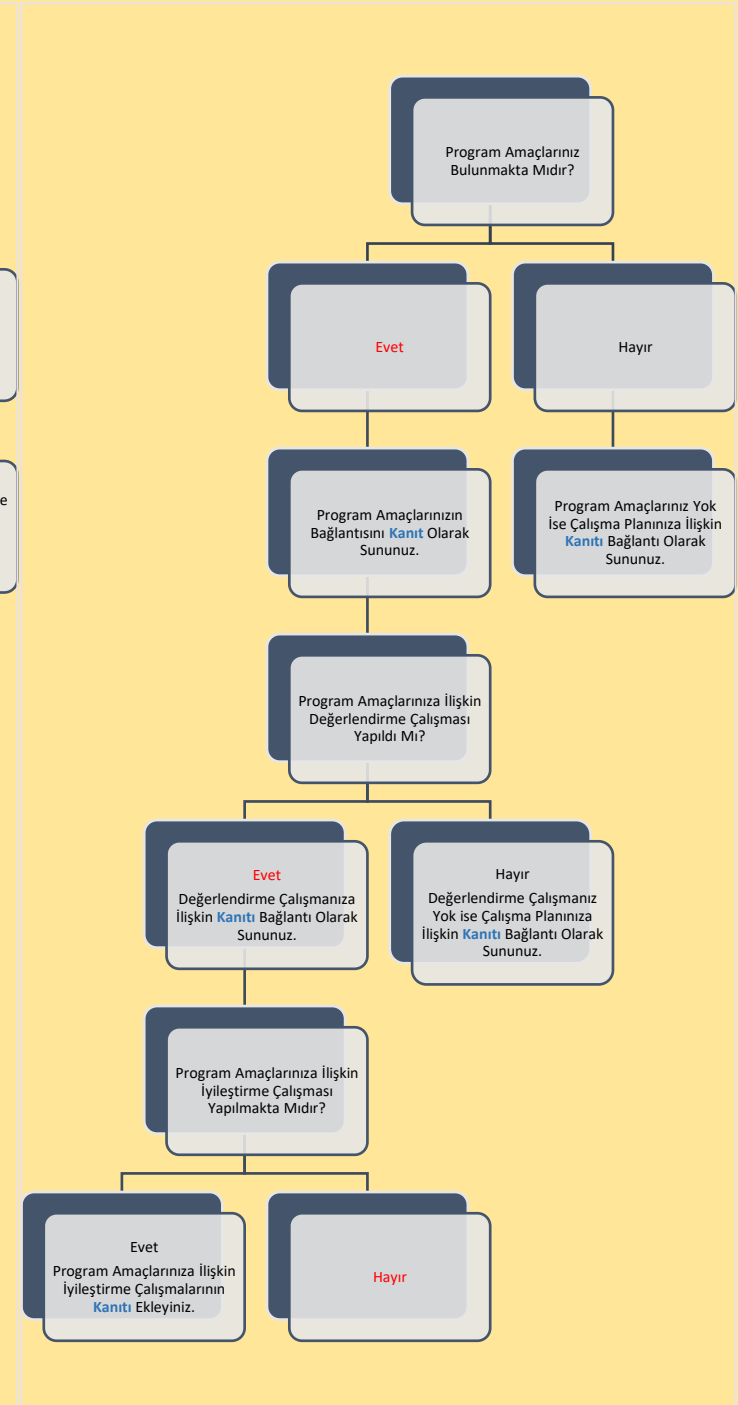 Program Amaçlarınız
Bulunmakta Mıdır?
Evet
Hayır
Program Amaçlarınızın
Bağlantısını Kanıt Olarak
Sununuz.
Program Amaçlarınız Yok
İse Çalışma Planınıza İlişkin
Kanıtı Bağlantı Olarak
Sununuz.
e
Program Amaçlarınıza İlişkin
Değerlendirme Çalışması
Yapıldı Mı?
Evet
Değerlendirme Çalışmanıza
İlişkin Kanıtı Bağlantı Olarak
Sununuz.
Hayır
Değerlendirme Çalışmanız
Yok ise Çalışma Planınıza
İlişkin Kanıtı Bağlantı Olarak
Sununuz.
Program Amaçlarınıza İlişkin
İyileştirme Çalışması
Yapılmakta Mıdır?
Evet
Program Amaçlarınıza İlişkin
İyileştirme Çalışmalarının
Kanıtı Ekleyiniz.
Hayır